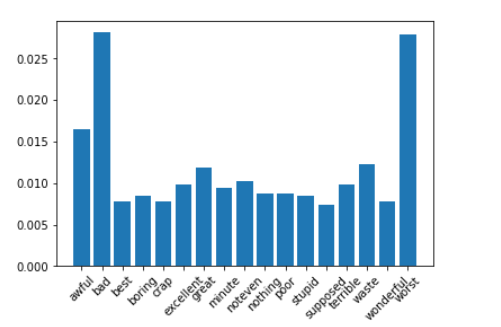 0.025
0.020
0.015
0.010
0.005
0.000
awful
bad
best
boring
crap
excellent
great
minute
noteven
nothing
poor
stupid
supposed
terrible
waste
wonderful
worst